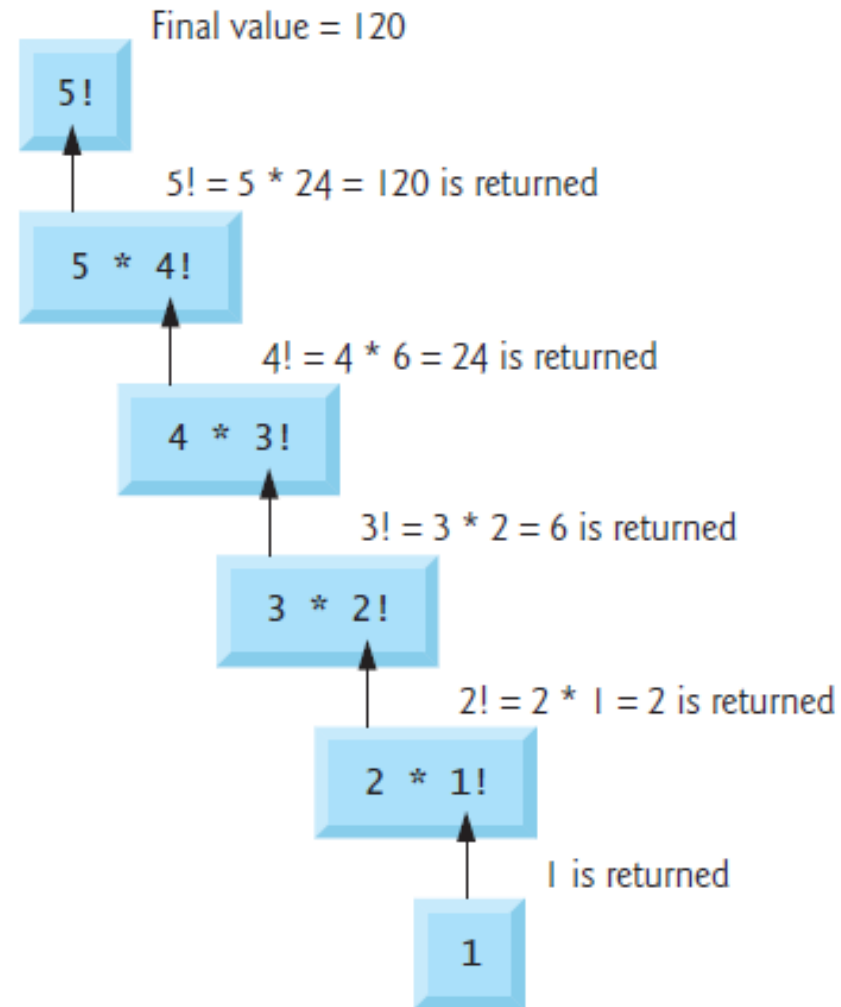 Final value = 120
5!
5! = 5 * 24 = 120 is returned
5 * 4!
4! = 4 * 6 = 24 is returned
4 * 3!
3! = 3 * 2 = 6 is returned
3 * 2!
2! = 2 * 1 = 2 is returned
2 * 1!
1 is returned
1